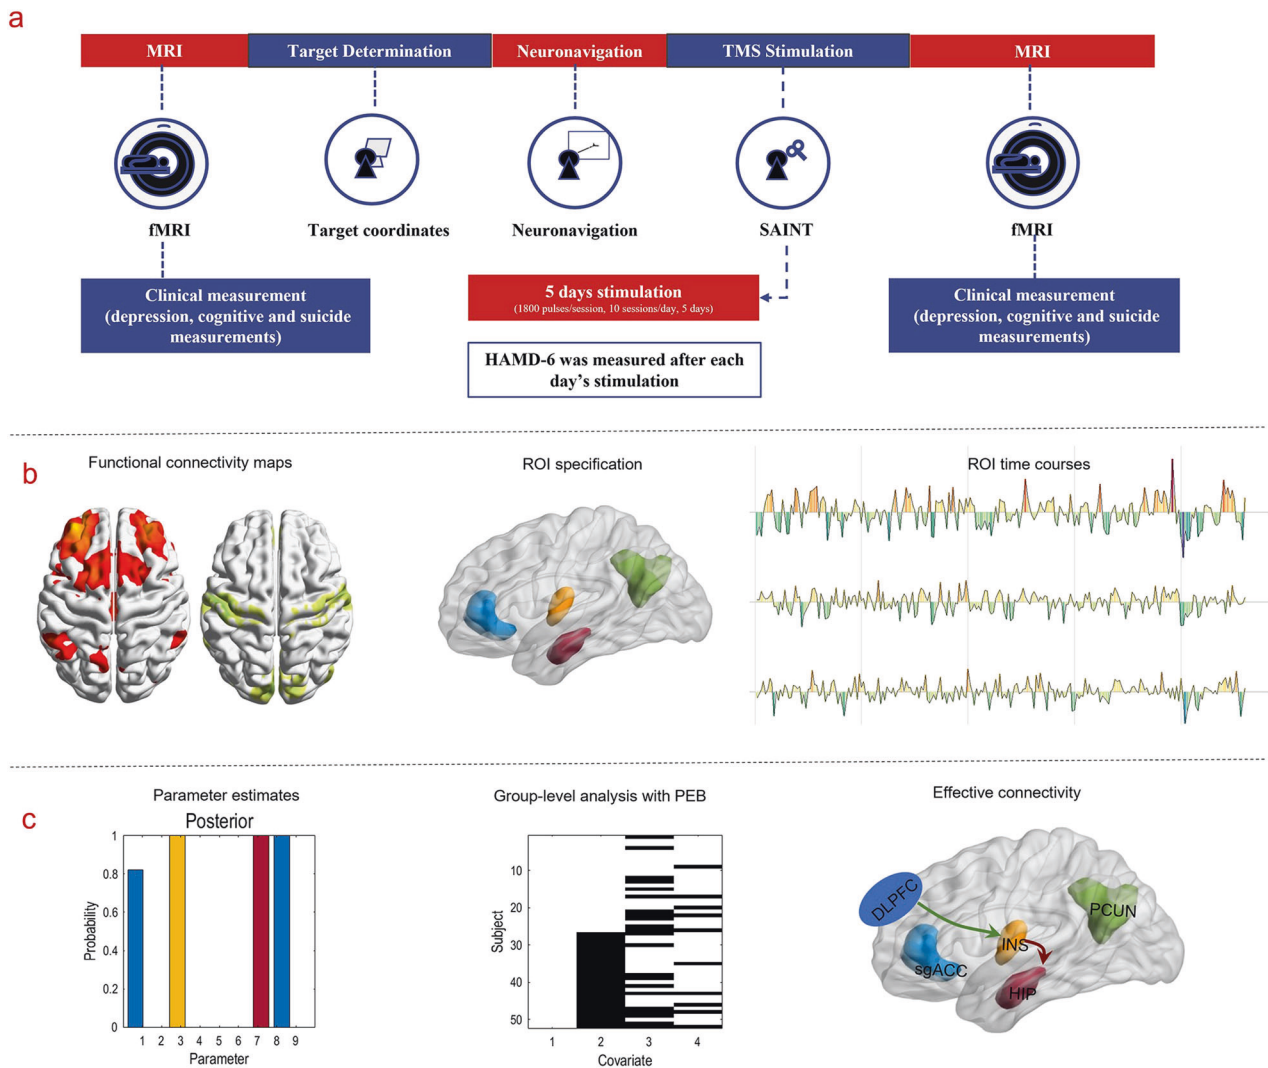 a
MRI Target Determination Neuronavigation TMS Stimulation MRI
fMRI Target coordinates Neuronavigation SAINT fMRI
Clinical measurement
(depression, cognitive and suicide
measurements)
5 days stimulation
(1800 pulses/session, 10 sessions/day, 5 days)
HAMD-6 was measured after each
day's stimulation
Clinical measurement
(depression, cognitive and suicide
measurements)
b
Functional connectivity maps ROI specification ROI time courses
c
Parameter estimates
Posterior
Probability
1
0.8
0.6
0.4
0.2
0
1 2 3 4 5 6 7 8 9
Parameter
Group-level analysis with PEB
Subject
10
20
30
40
50
1 2 3 4
Covariate
Effective connectivity
DLPFC
PCUN
INS
sgACC
HIP